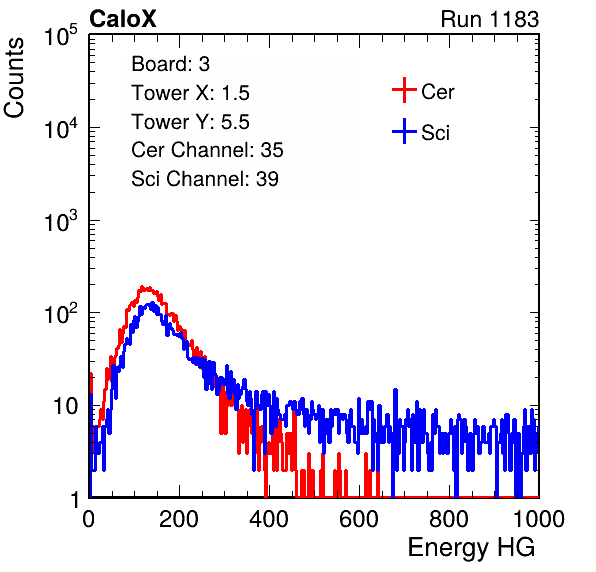 CaloX Run 1183
Counts
Board: 3
Tower X: 1.5
Tower Y: 5.5
Cer Channel: 35
Sci Channel: 39
Cer
Sci
10^5
10^4
10^3
10^2
10
1
0 200 400 600 800 1000
Energy HG